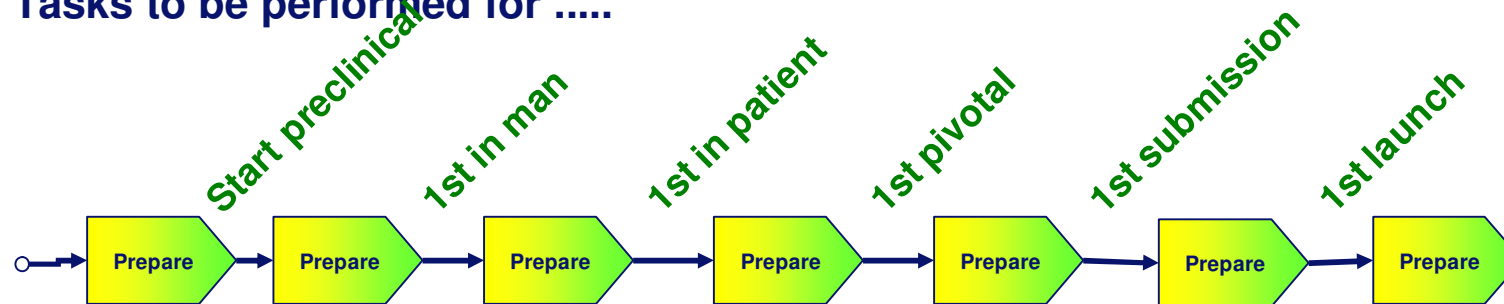 Tasks to be performed for .....
Start preclinical
1st in man
1st in patient
1st pivotal
1st submission
1st launch
Prepare
Prepare
Prepare
Prepare
Prepare
Prepare
Prepare